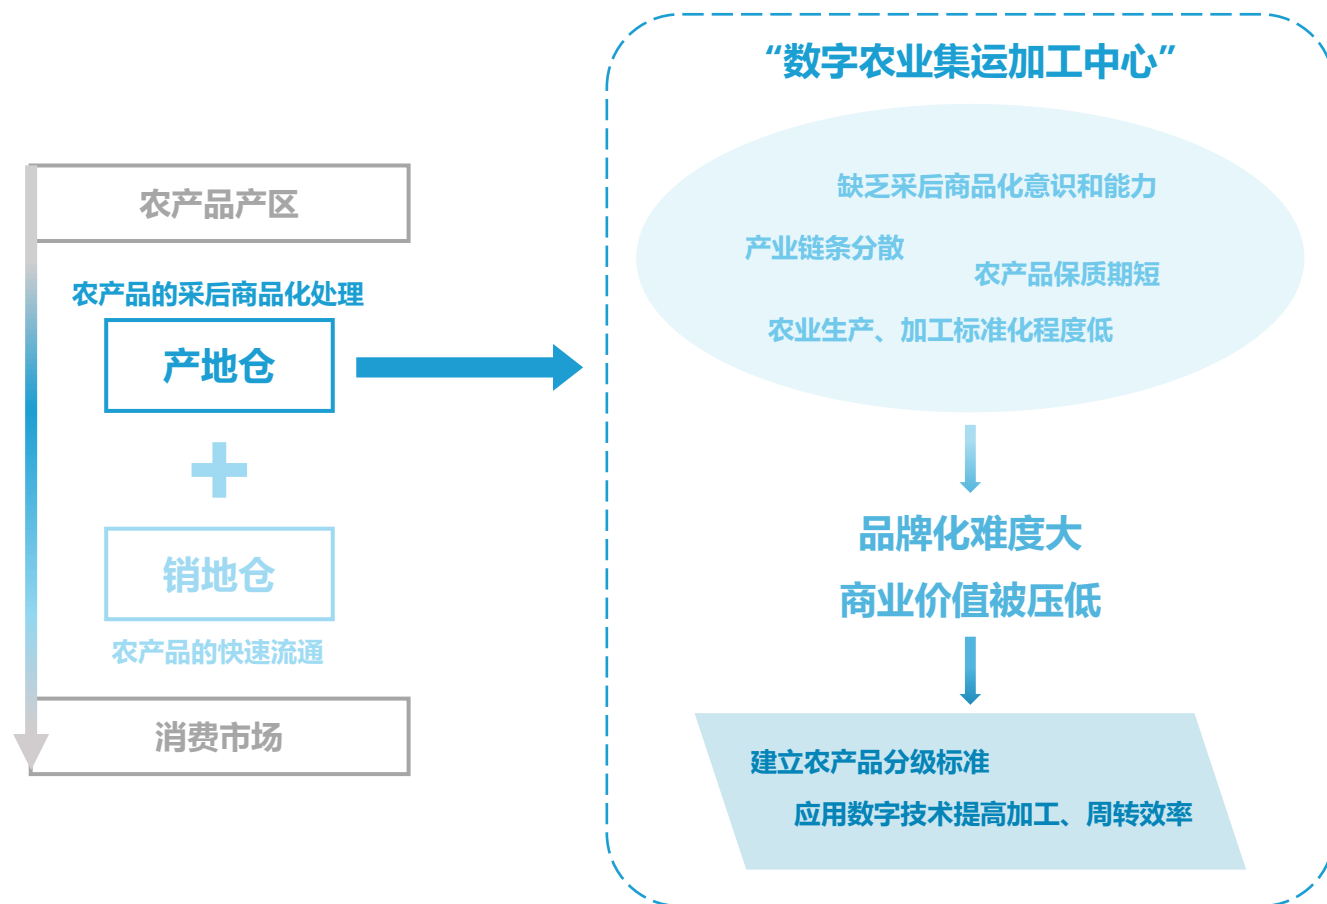 农产品产区
农产品的采后商品化处理
产地仓
销地仓
农产品的快速流通
消费市场
“数字农业集运加工中心”
缺乏采后商品化意识和能力
产业链条分散
农产品保质期短
农业生产、加工标准化程度低
品牌化难度大
商业价值被压低
建立农产品分级标准
应用数字技术提高加工、周转效率